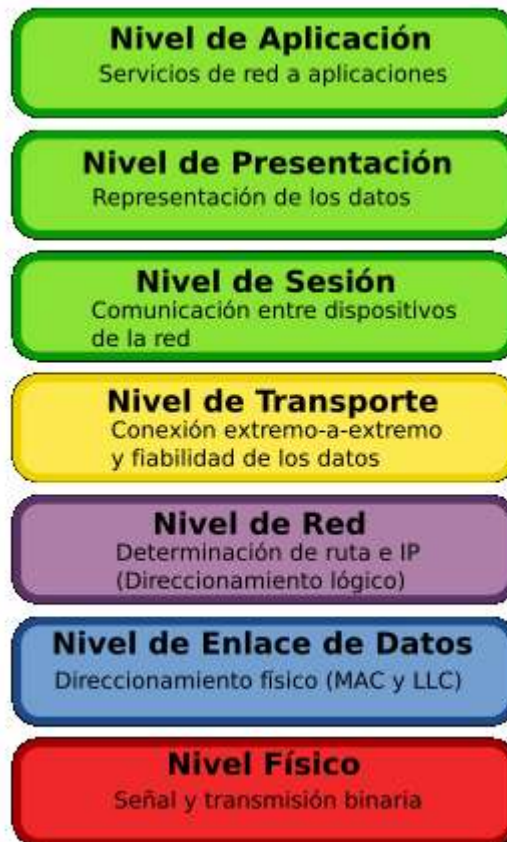 Nivel de Aplicación
Servicios de red a aplicaciones
Nivel de Presentación
Representación de los datos
Nivel de Sesión
Comunicación entre dispositivos
de la red
Nivel de Transporte
Conexión extremo-a-extremo
y fiabilidad de los datos
Nivel de Red
Determinación de ruta e IP
(Direccionamiento lógico)
Nivel de Enlace de Datos
Direccionamiento físico (MAC y LLC)
Nivel Físico
Señal y transmisión binaria